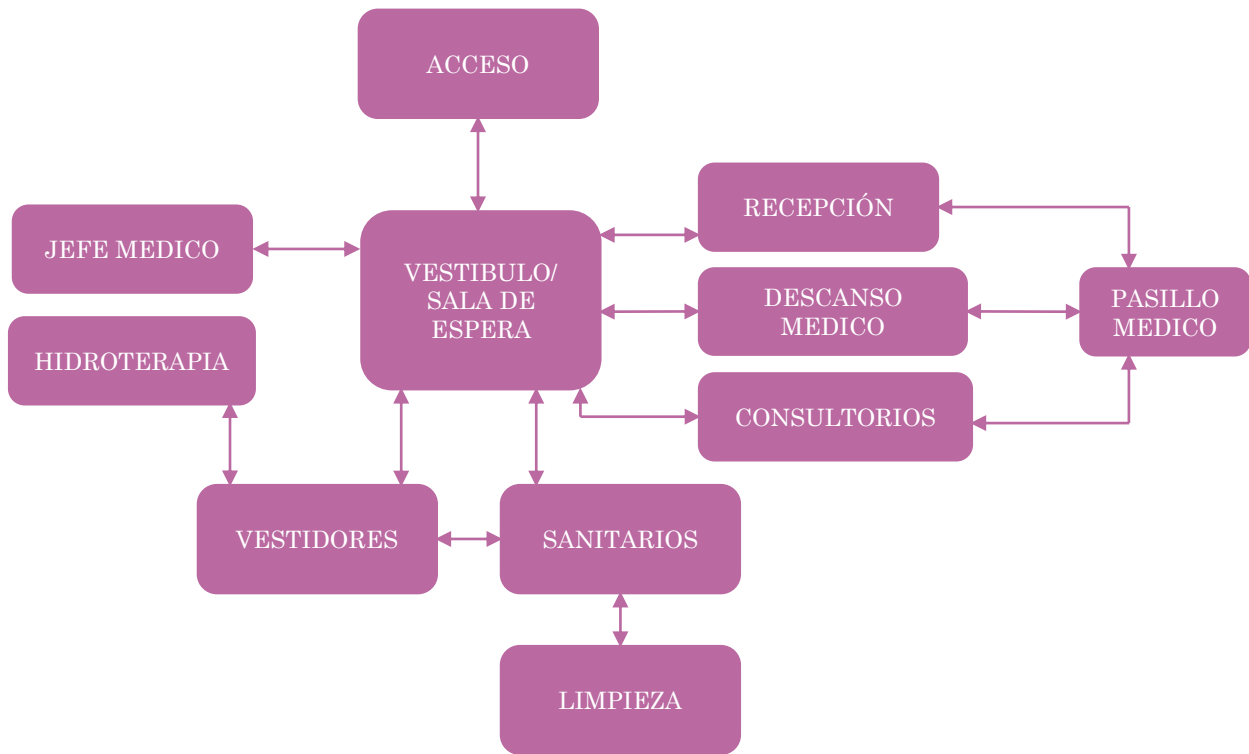 ACCESO
RECEPCIÓN
JEFE MEDICO
VESTIBULO/
SALA DE
ESPERA
DESCANSO
MEDICO
PASILLO
MEDICO
HIDROTERAPIA
CONSULTORIOS
VESTIDORES
SANITARIOS
LIMPIEZA